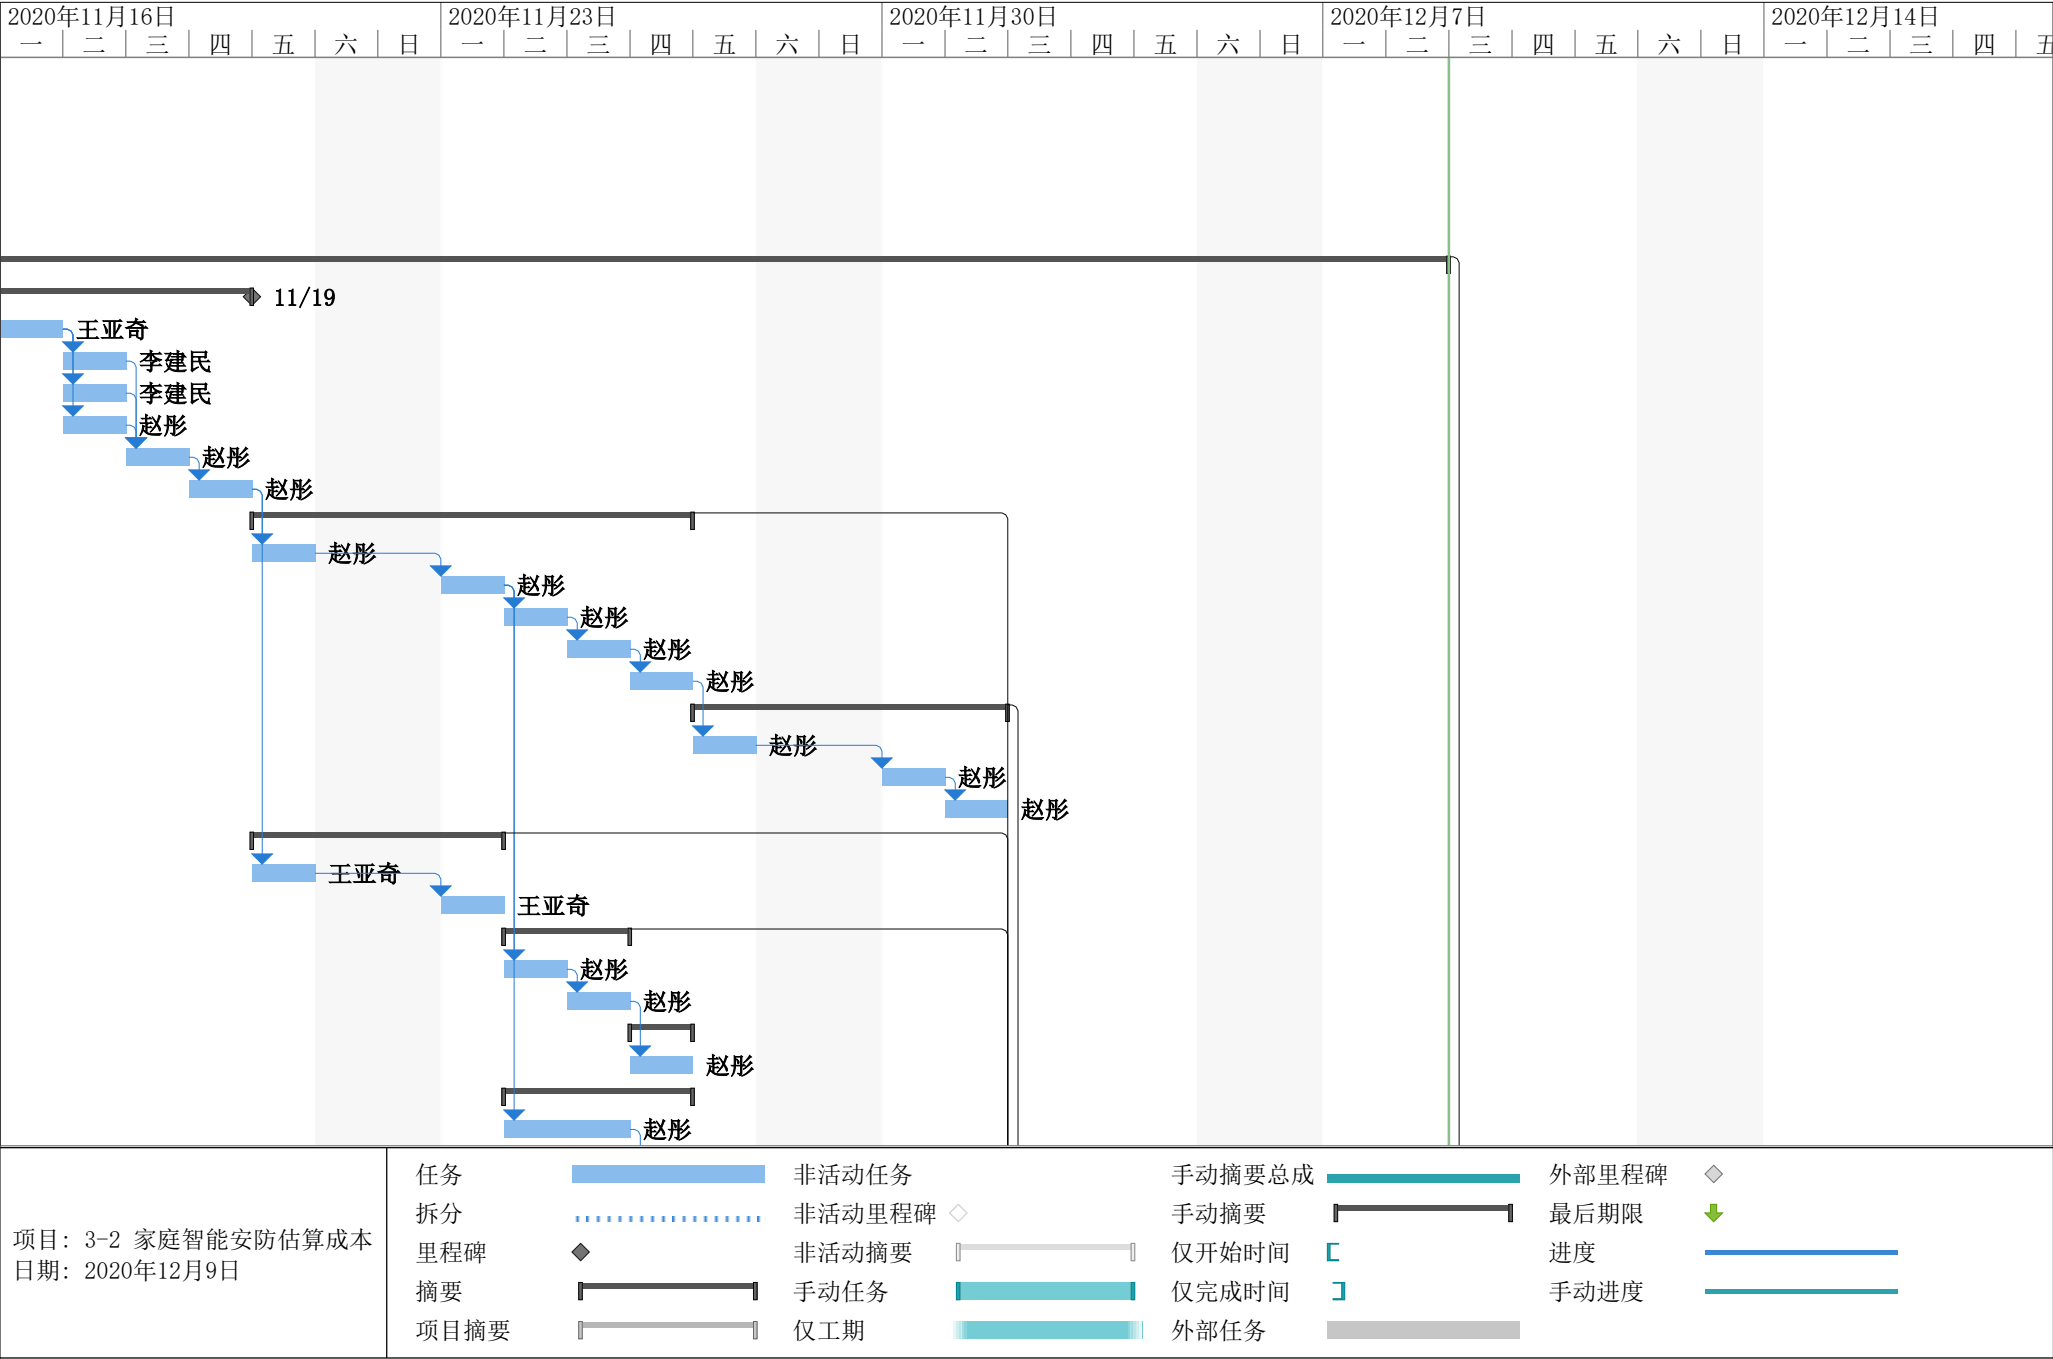 2020年11月16日 2020年11月23日 2020年11月30日 2020年12月7日 2020年12月14日
一 二 三 四 五 六 日 一 二 三 四 五 六 日 一 二 三 四 五 六 日 一 二 三 四 五 六 日 一 二 三 四 五
11/19
王亚奇
李建民
李建民
赵彤
赵彤
赵彤
赵彤
赵彤
赵彤
赵彤
赵彤
赵彤
赵彤
赵彤
王亚奇
王亚奇
赵彤
赵彤
赵彤
赵彤
项目: 3-2 家庭智能安防估算成本
日期: 2020年12月9日
任务 非活动任务 手动摘要总成 外部里程碑
拆分 非活动里程碑 手动摘要 最后期限
里程碑 非活动摘要 仅开始时间 进度
摘要 手动任务 仅完成时间 手动进度
项目摘要 仅工期 外部任务